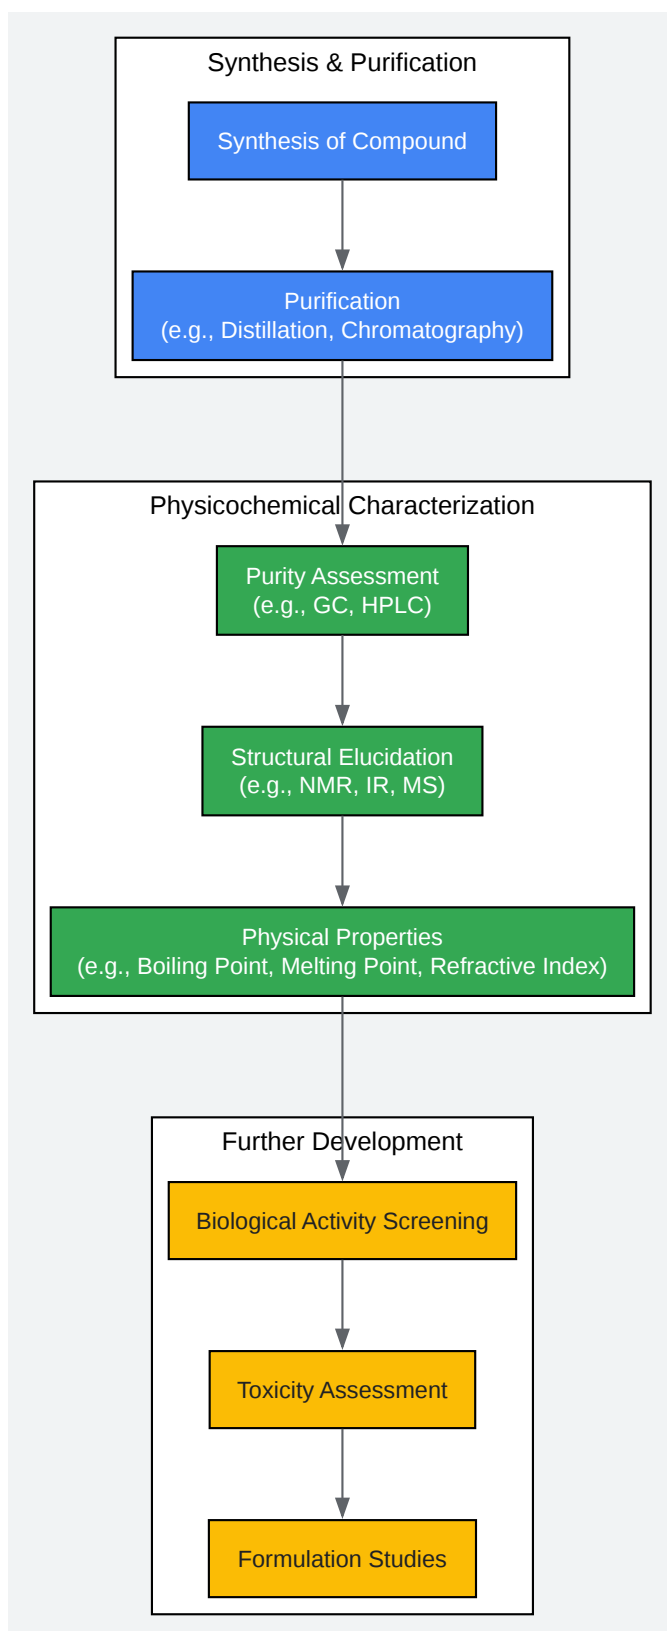 Synthesis & Purification
Synthesis of Compound
Purification
(e.g., Distillation, Chromatography)
Physicochemical Characterization
Purity Assessment
(e.g., GC, HPLC)
Structural Elucidation
(e.g., NMR, IR, MS)
Physical Properties
(e.g., Boiling Point, Melting Point, Refractive Index)
Further Development
Biological Activity Screening
Toxicity Assessment
Formulation Studies